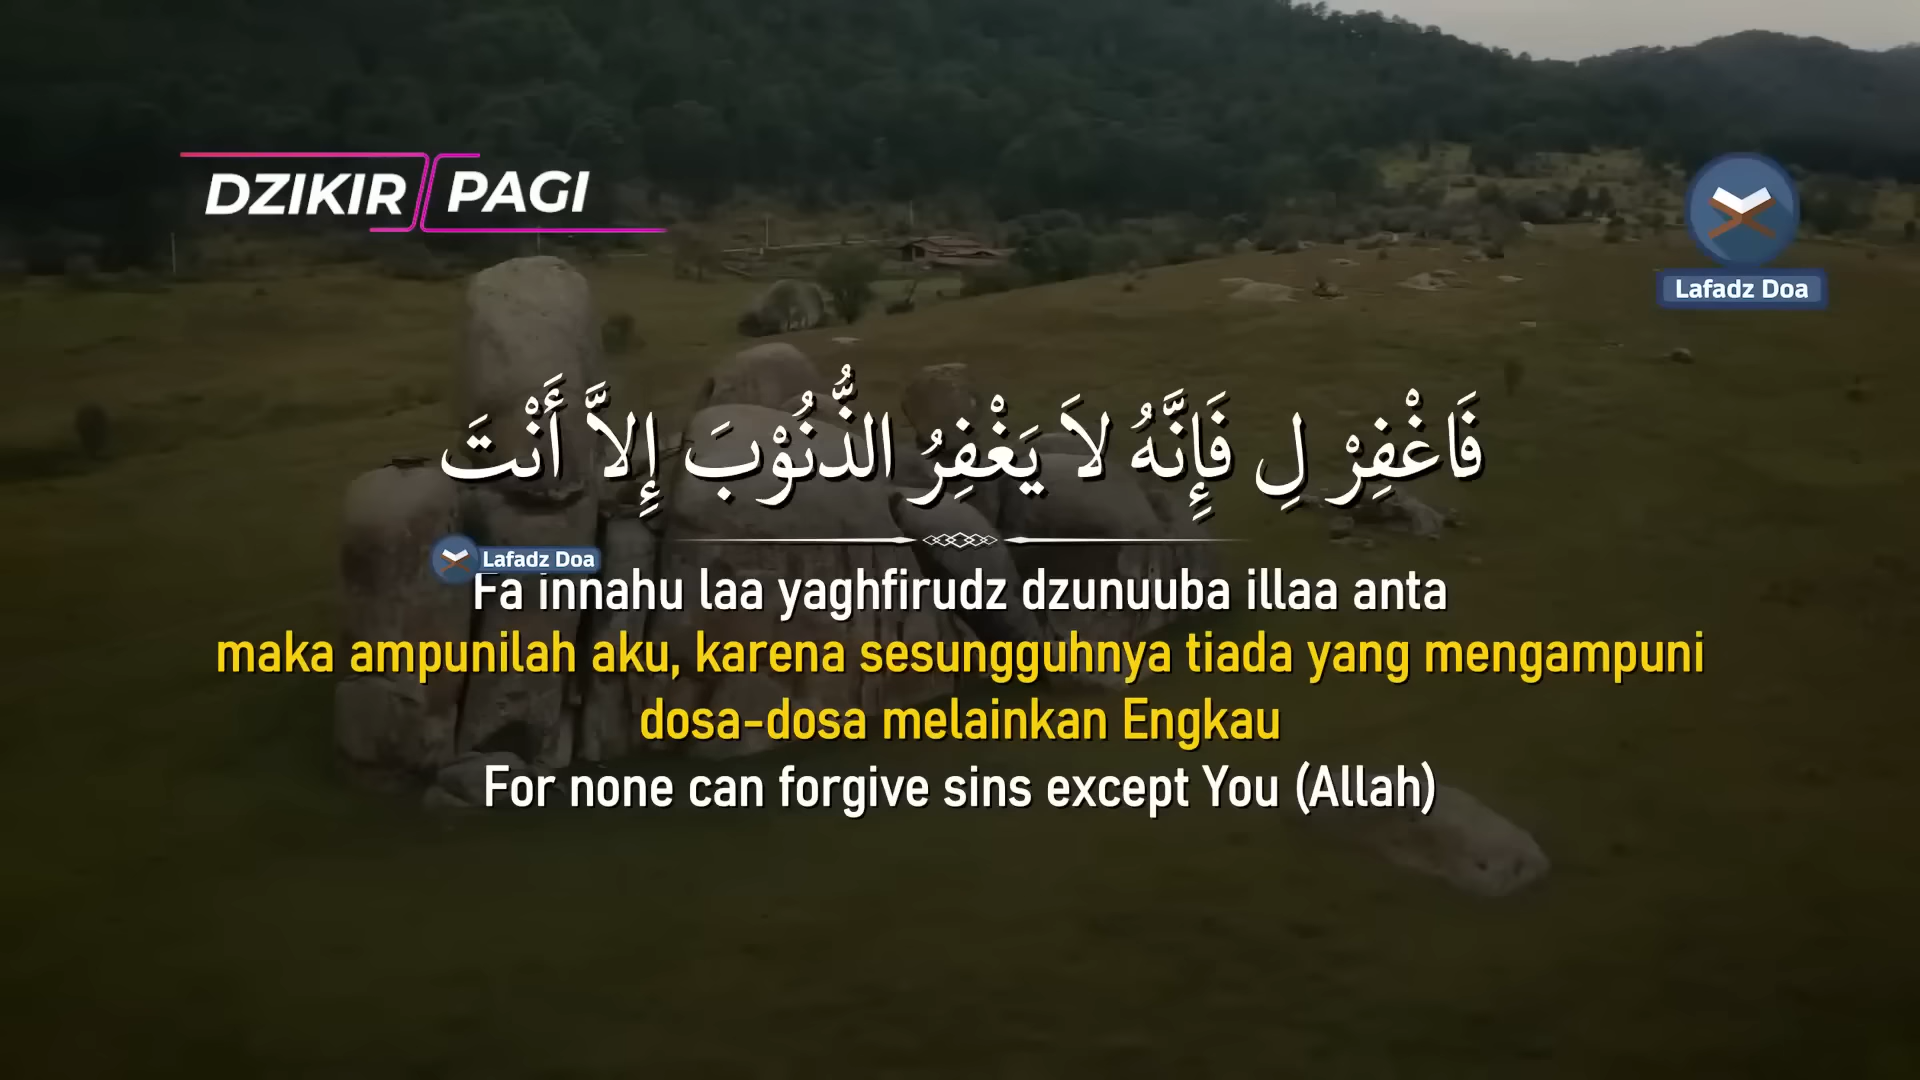 DZIKIR PAGI
Lafadz Doa
فَاغْفِرْ لِ فَإِنَّهُ لاَ يَغْفِرُ الذُّنُوْبَ إِلاَّ أَنْتَ
Lafadz Doa
Fa innahu laa yaghfirudz dzunuuba illaa anta
maka ampunilah aku, karena sesungguhnya tiada yang mengampuni
dosa-dosa melainkan Engkau
For none can forgive sins except You (Allah)